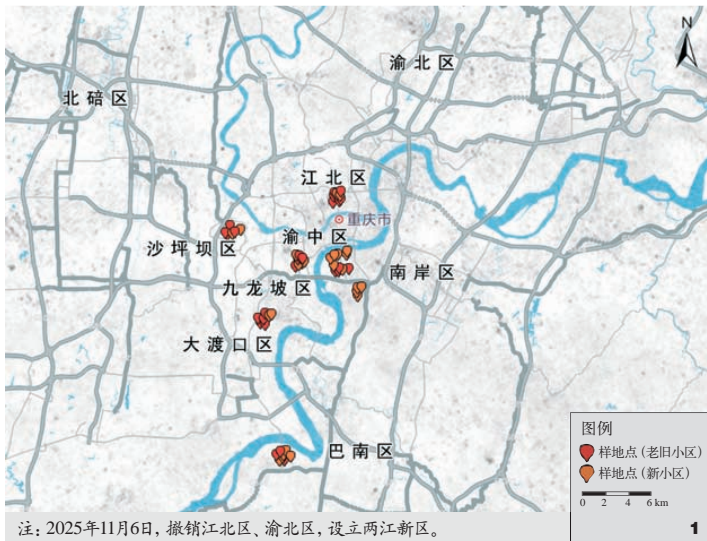 N
渝北区
北碚区
江北区
重庆市
沙坪坝区
渝中区
南岸区
九龙坡区
大渡口区
巴南区
图例
样地点(老旧小区)
样地点(新小区)
0 2 4 6 km
注: 2025年11月6日, 撤销江北区、渝北区, 设立两江新区。
1